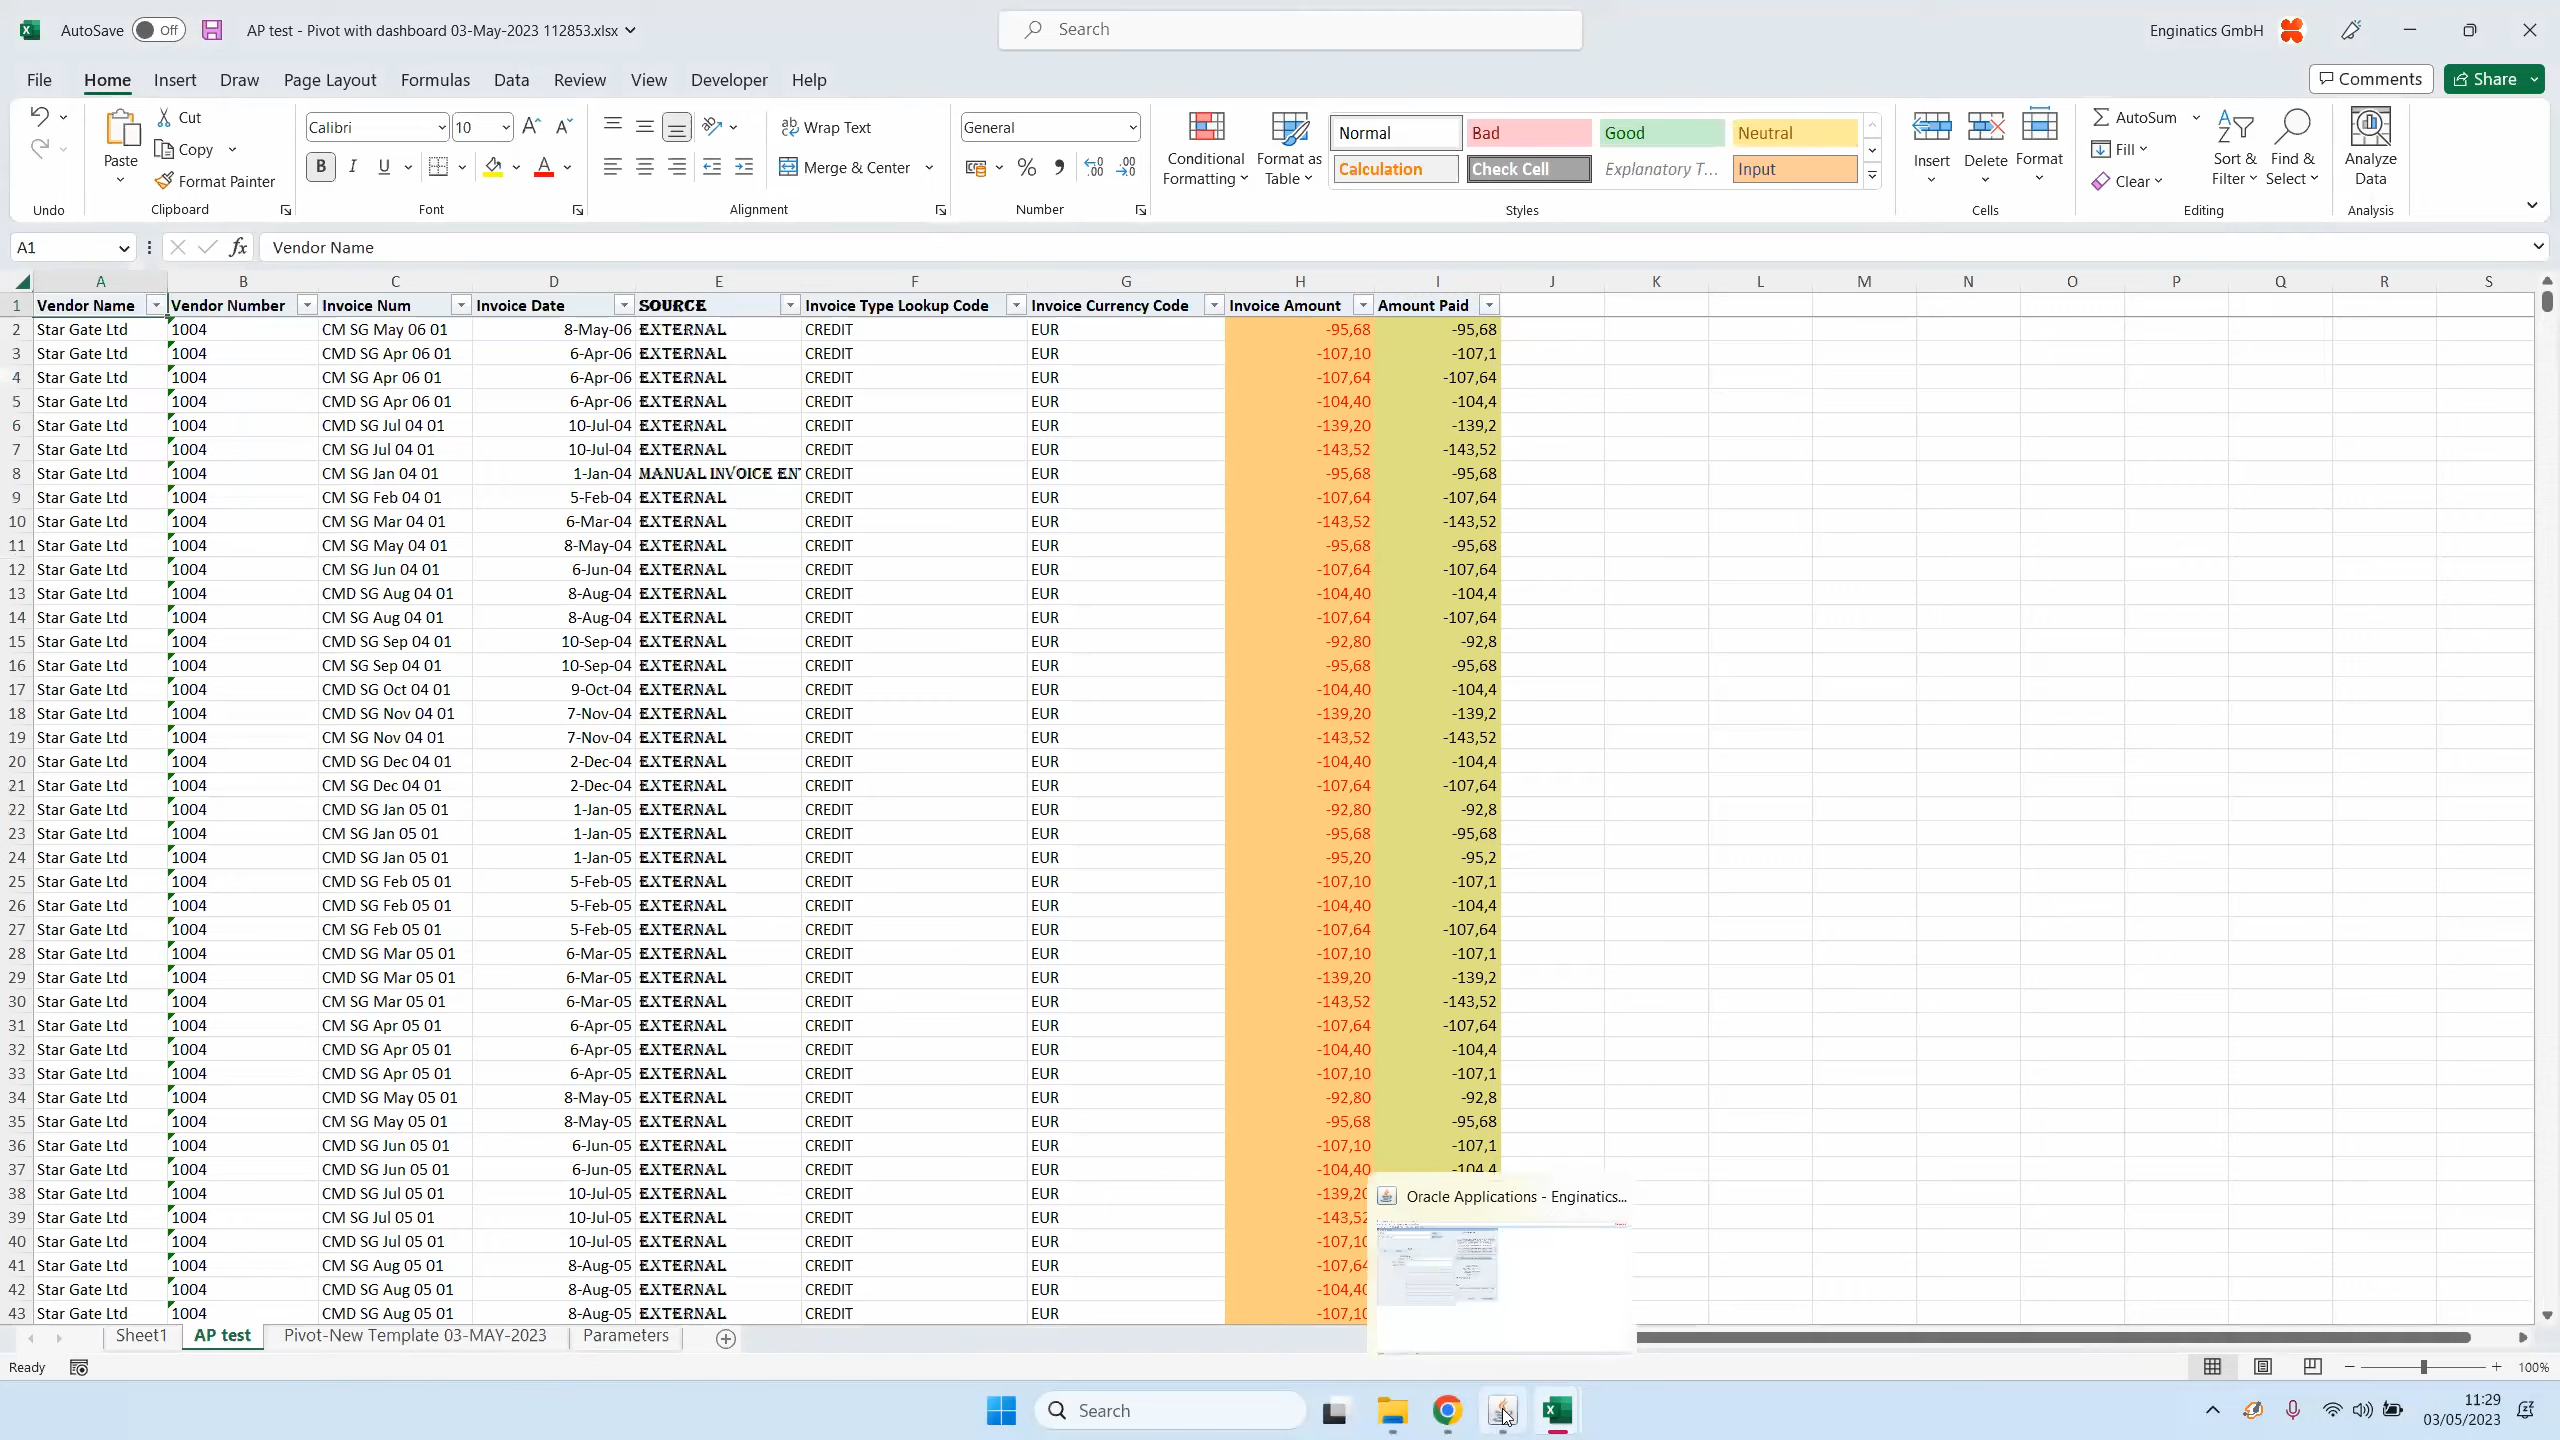 AutoSave Off AP test - Pivot with dashboard 03-May-2023 112853.xlsx Search Enginatics GmbH
File Home Insert Draw Page Layout Formulas Data Review View Developer Help Comments Share
Cut Calibri 10 Wrap Text General Normal Bad Good Neutral AutoSum
Paste Copy Conditional Formatting Format as Table Insert Delete Format Fill Sort & Filter Find & Select Analyze Data
Format Painter B I U Merge & Center Calculation Check Cell Explanatory T... Input Clear
Undo Clipboard Font Alignment Number Styles Cells Editing Analysis
A1 fx Vendor Name
A B C D E F G H I J K L M N O P Q R S
1 Vendor Name Vendor Number Invoice Num Invoice Date SOURCE Invoice Type Lookup Code Invoice Currency Code Invoice Amount Amount Paid
2 Star Gate Ltd 1004 CM SG May 06 01 8-May-06 EXTERNAL CREDIT EUR -95,68 -95,68
3 Star Gate Ltd 1004 CMD SG Apr 06 01 6-Apr-06 EXTERNAL CREDIT EUR -107,10 -107,1
4 Star Gate Ltd 1004 CM SG Apr 06 01 6-Apr-06 EXTERNAL CREDIT EUR -107,64 -107,64
5 Star Gate Ltd 1004 CMD SG Apr 06 01 6-Apr-06 EXTERNAL CREDIT EUR -104,40 -104,4
6 Star Gate Ltd 1004 CMD SG Jul 04 01 10-Jul-04 EXTERNAL CREDIT EUR -139,20 -139,2
7 Star Gate Ltd 1004 CM SG Jul 04 01 10-Jul-04 EXTERNAL CREDIT EUR -143,52 -143,52
8 Star Gate Ltd 1004 CM SG Jan 04 01 1-Jan-04 MANUAL INVOICE ENT CREDIT EUR -95,68 -95,68
9 Star Gate Ltd 1004 CM SG Feb 04 01 5-Feb-04 EXTERNAL CREDIT EUR -107,64 -107,64
10 Star Gate Ltd 1004 CM SG Mar 04 01 6-Mar-04 EXTERNAL CREDIT EUR -143,52 -143,52
11 Star Gate Ltd 1004 CM SG May 04 01 8-May-04 EXTERNAL CREDIT EUR -95,68 -95,68
12 Star Gate Ltd 1004 CM SG Jun 04 01 6-Jun-04 EXTERNAL CREDIT EUR -107,64 -107,64
13 Star Gate Ltd 1004 CMD SG Aug 04 01 8-Aug-04 EXTERNAL CREDIT EUR -104,40 -104,4
14 Star Gate Ltd 1004 CM SG Aug 04 01 8-Aug-04 EXTERNAL CREDIT EUR -107,64 -107,64
15 Star Gate Ltd 1004 CMD SG Sep 04 01 10-Sep-04 EXTERNAL CREDIT EUR -92,80 -92,8
16 Star Gate Ltd 1004 CM SG Sep 04 01 10-Sep-04 EXTERNAL CREDIT EUR -95,68 -95,68
17 Star Gate Ltd 1004 CMD SG Oct 04 01 9-Oct-04 EXTERNAL CREDIT EUR -104,40 -104,4
18 Star Gate Ltd 1004 CMD SG Nov 04 01 7-Nov-04 EXTERNAL CREDIT EUR -139,20 -139,2
19 Star Gate Ltd 1004 CM SG Nov 04 01 7-Nov-04 EXTERNAL CREDIT EUR -143,52 -143,52
20 Star Gate Ltd 1004 CMD SG Dec 04 01 2-Dec-04 EXTERNAL CREDIT EUR -104,40 -104,4
21 Star Gate Ltd 1004 CM SG Dec 04 01 2-Dec-04 EXTERNAL CREDIT EUR -107,64 -107,64
22 Star Gate Ltd 1004 CMD SG Jan 05 01 1-Jan-05 EXTERNAL CREDIT EUR -92,80 -92,8
23 Star Gate Ltd 1004 CM SG Jan 05 01 1-Jan-05 EXTERNAL CREDIT EUR -95,68 -95,68
24 Star Gate Ltd 1004 CMD SG Jan 05 01 1-Jan-05 EXTERNAL CREDIT EUR -95,20 -95,2
25 Star Gate Ltd 1004 CMD SG Feb 05 01 5-Feb-05 EXTERNAL CREDIT EUR -107,10 -107,1
26 Star Gate Ltd 1004 CMD SG Feb 05 01 5-Feb-05 EXTERNAL CREDIT EUR -104,40 -104,4
27 Star Gate Ltd 1004 CM SG Feb 05 01 5-Feb-05 EXTERNAL CREDIT EUR -107,64 -107,64
28 Star Gate Ltd 1004 CMD SG Mar 05 01 6-Mar-05 EXTERNAL CREDIT EUR -107,10 -107,1
29 Star Gate Ltd 1004 CMD SG Mar 05 01 6-Mar-05 EXTERNAL CREDIT EUR -139,20 -139,2
30 Star Gate Ltd 1004 CM SG Mar 05 01 6-Mar-05 EXTERNAL CREDIT EUR -143,52 -143,52
31 Star Gate Ltd 1004 CM SG Apr 05 01 6-Apr-05 EXTERNAL CREDIT EUR -107,64 -107,64
32 Star Gate Ltd 1004 CMD SG Apr 05 01 6-Apr-05 EXTERNAL CREDIT EUR -104,40 -104,4
33 Star Gate Ltd 1004 CMD SG Apr 05 01 6-Apr-05 EXTERNAL CREDIT EUR -107,10 -107,1
34 Star Gate Ltd 1004 CMD SG May 05 01 8-May-05 EXTERNAL CREDIT EUR -92,80 -92,8
35 Star Gate Ltd 1004 CM SG May 05 01 8-May-05 EXTERNAL CREDIT EUR -95,68 -95,68
36 Star Gate Ltd 1004 CMD SG Jun 05 01 6-Jun-05 EXTERNAL CREDIT EUR -107,10 -107,1
37 Star Gate Ltd 1004 CMD SG Jun 05 01 6-Jun-05 EXTERNAL CREDIT EUR -104,40 -104,4
38 Star Gate Ltd 1004 CMD SG Jul 05 01 10-Jul-05 EXTERNAL CREDIT EUR -139,20 Oracle Applications - Enginatics...
39 Star Gate Ltd 1004 CM SG Jul 05 01 10-Jul-05 EXTERNAL CREDIT EUR -143,52
40 Star Gate Ltd 1004 CMD SG Jul 05 01 10-Jul-05 EXTERNAL CREDIT EUR -107,10
41 Star Gate Ltd 1004 CM SG Aug 05 01 8-Aug-05 EXTERNAL CREDIT EUR -107,64
42 Star Gate Ltd 1004 CMD SG Aug 05 01 8-Aug-05 EXTERNAL CREDIT EUR -104,40
43 Star Gate Ltd 1004 CMD SG Aug 05 01 8-Aug-05 EXTERNAL CREDIT EUR -107,10
Sheet1 AP test Pivot-New Template 03-MAY-2023 Parameters
Ready 100%
Search 11:29
03/05/2023